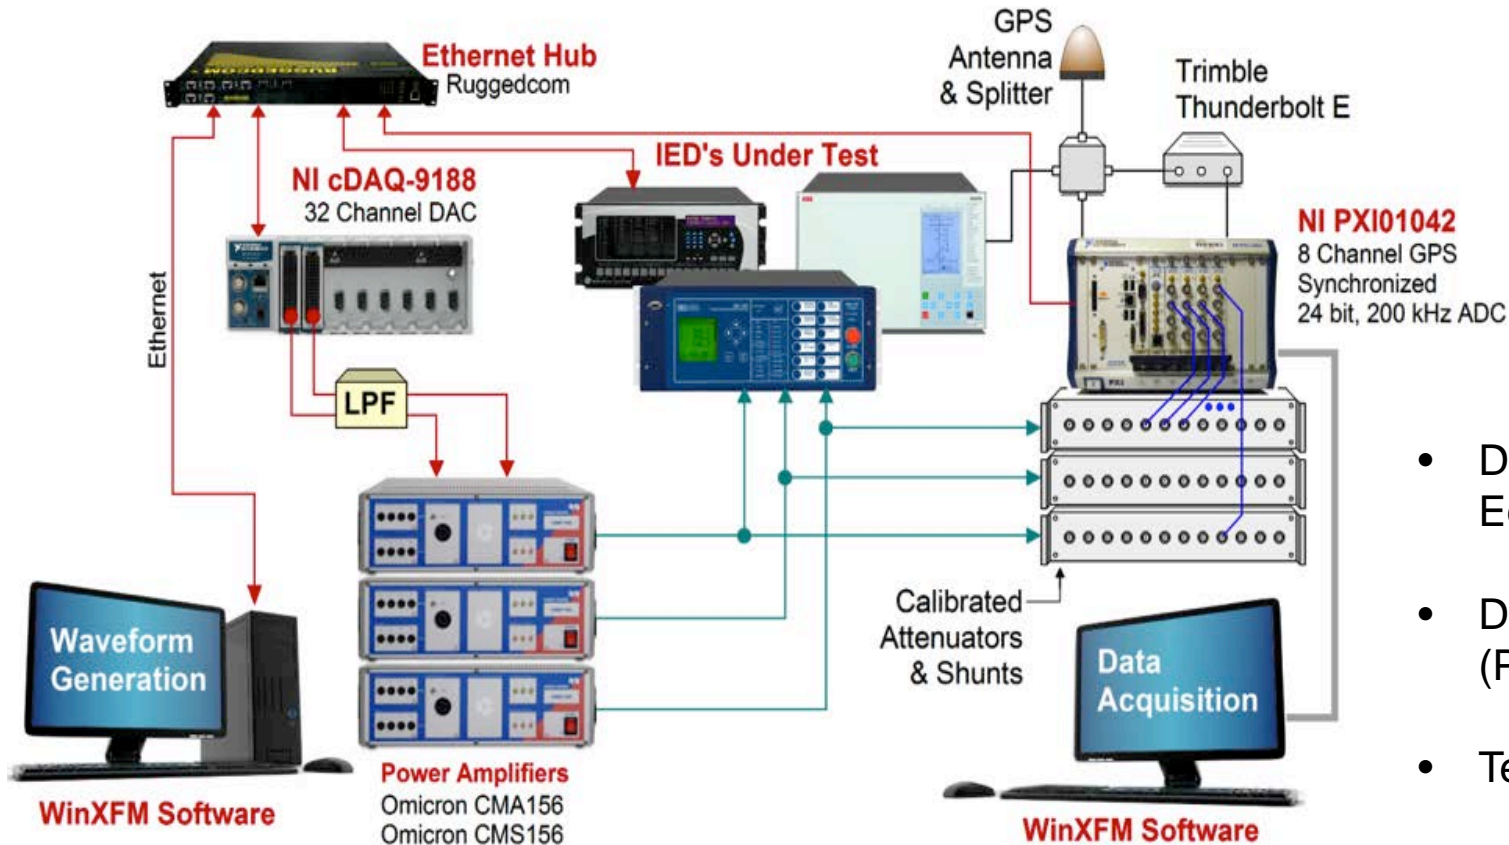 GPS
Antenna
& Splitter
Trimble
Thunderbolt E
Ethernet Hub
Ruggedcom
IED's Under Test
NI cDAQ-9188
32 Channel DAC
NI PXI01042
8 Channel GPS
Synchronized
24 bit, 200 kHz ADC
Ethernet
LPF
Waveform
Generation
WinXFM Software
Power Amplifiers
Omicron CMA156
Omicron CMS156
Calibrated
Attenuators
& Shunts
Data
Acquisition
WinXFM Software
PXI
ABB